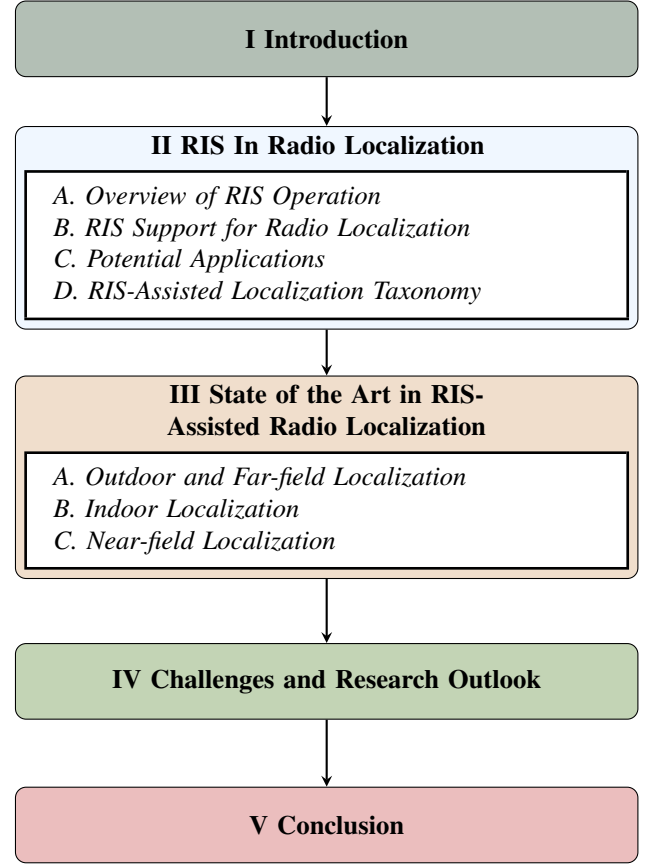 I Introduction
II RIS In Radio Localization
A. Overview of RIS Operation
B. RIS Support for Radio Localization
C. Potential Applications
D. RIS-Assisted Localization Taxonomy
III State of the Art in RIS-
Assisted Radio Localization
A. Outdoor and Far-field Localization
B. Indoor Localization
C. Near-field Localization
IV Challenges and Research Outlook
V Conclusion